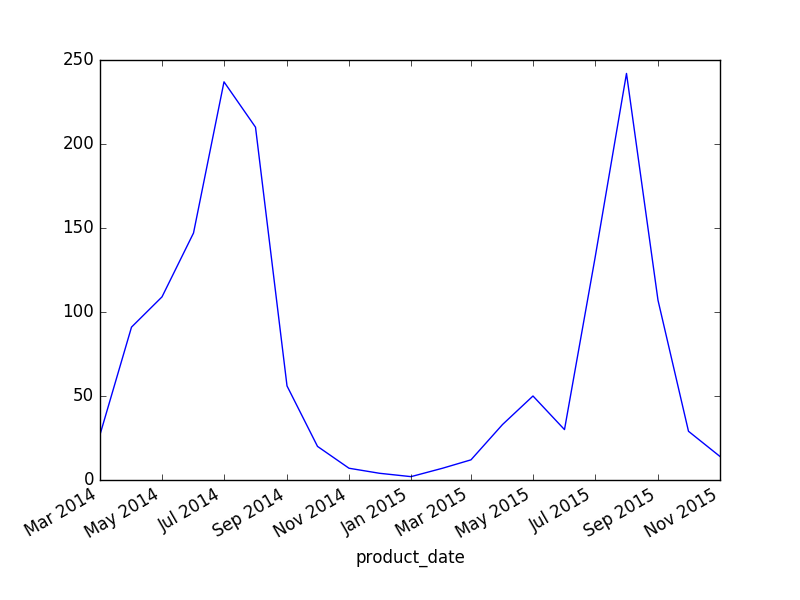 250
200
150
100
50
0
Mar 2014
May 2014
Jul 2014
Sep 2014
Nov 2014
Jan 2015
Mar 2015
May 2015
Jul 2015
Sep 2015
Nov 2015
product_date